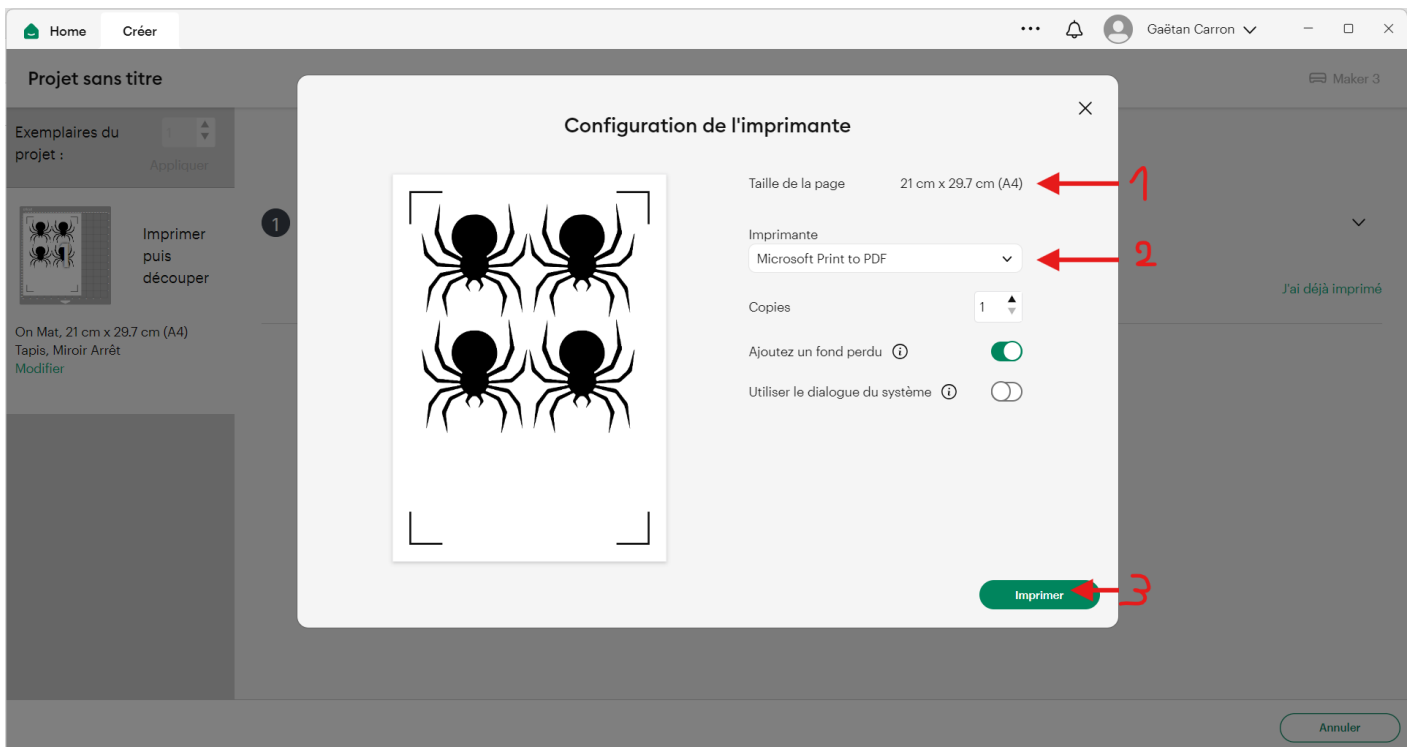 Home
Créer
Gaëtan Carron
Projet sans titre
Maker 3
Exemplaires du
projet :
1
Appliquer
Imprimer
puis
découper
On Mat, 21 cm x 29.7 cm (A4)
Tapis, Miroir Arrêt
Modifier
1
J'ai déjà imprimé
Configuration de l'imprimante
Taille de la page 21 cm x 29.7 cm (A4) 1
Imprimante
Microsoft Print to PDF 2
Copies 1
Ajoutez un fond perdu
Utiliser le dialogue du système
Imprimer 3
Annuler